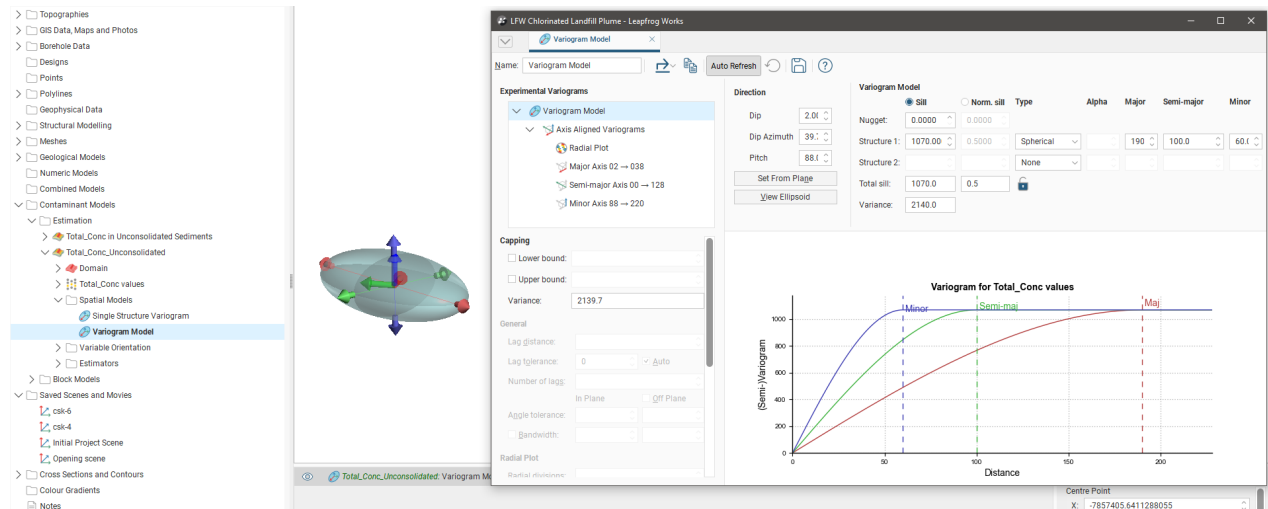 Topographies
GIS Data, Maps and Photos
Borehole Data
Designs
Points
Polylines
Geophysical Data
Structural Modelling
Meshes
Geological Models
Numeric Models
Combined Models
Contaminant Models
Estimation
Total_Conc in Unconsolidated Sediments
Total_Conc_Unconsolidated
Domain
Total_Conc values
Spatial Models
Single Structure Variogram
Variogram Model
Variable Orientation
Estimators
Block Models
Saved Scenes and Movies
csk-6
csk-4
Initial Project Scene
Opening scene
Cross Sections and Contours
Colour Gradients
Notes
Total_Conc_Unconsolidated: Variogram Mo
LFW Chlorinated Landfill Plume - Leapfrog Works
Variogram Model
Name: Variogram Model
Auto Refresh
Experimental Variograms
Variogram Model
Axis Aligned Variograms
Radial Plot
Major Axis 02 → 038
Semi-major Axis 00 → 128
Minor Axis 88 → 220
Capping
Lower bound:
Upper bound:
Variance: 2139.7
General
Lag distance:
Lag tolerance: 0 Auto
Number of lags:
In Plane Off Plane
Angle tolerance:
Bandwidth:
Radial Plot
Radial divisions:
Direction
Dip 2.0(
Dip Azimuth 39.:
Pitch 88.(
Set From Plane
View Ellipsoid
Variogram Model
Sill Norm. sill Type Alpha Major Semi-major Minor
Nugget: 0.0000 0.0000
Structure 1: 1070.00 0.5000 Spherical 190 100.0 60.(
Structure 2: None
Total sill: 1070.0 0.5
Variance: 2140.0
Variogram for Total_Conc values
Minor
Semi-maj
Maj
1000
800
600
400
200
0
(Semi-)Variogram
0 50 100 150 200
Distance
Centre Point
X: -7857405.6411288055